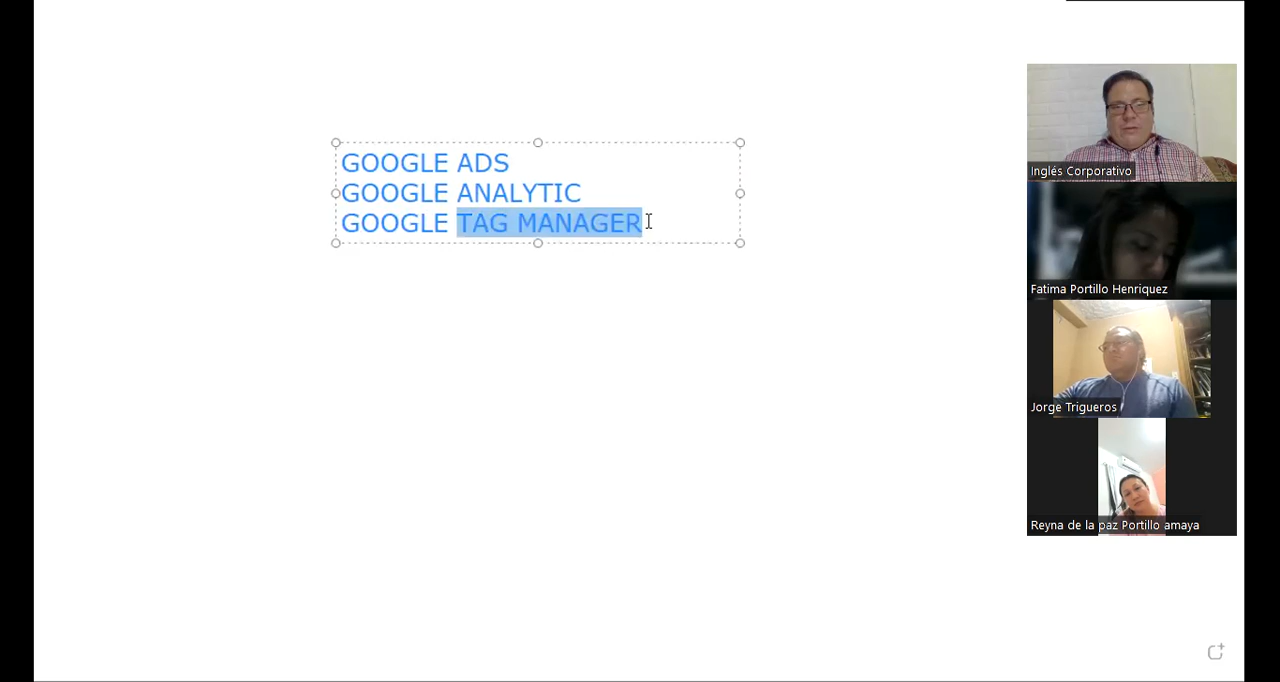 GOOGLE ADS
GOOGLE ANALYTIC
GOOGLE TAG MANAGER
Inglés Corporativo
Fatima Portillo Henriquez
Jorge Trigueros
Reyna de la paz Portillo amaya